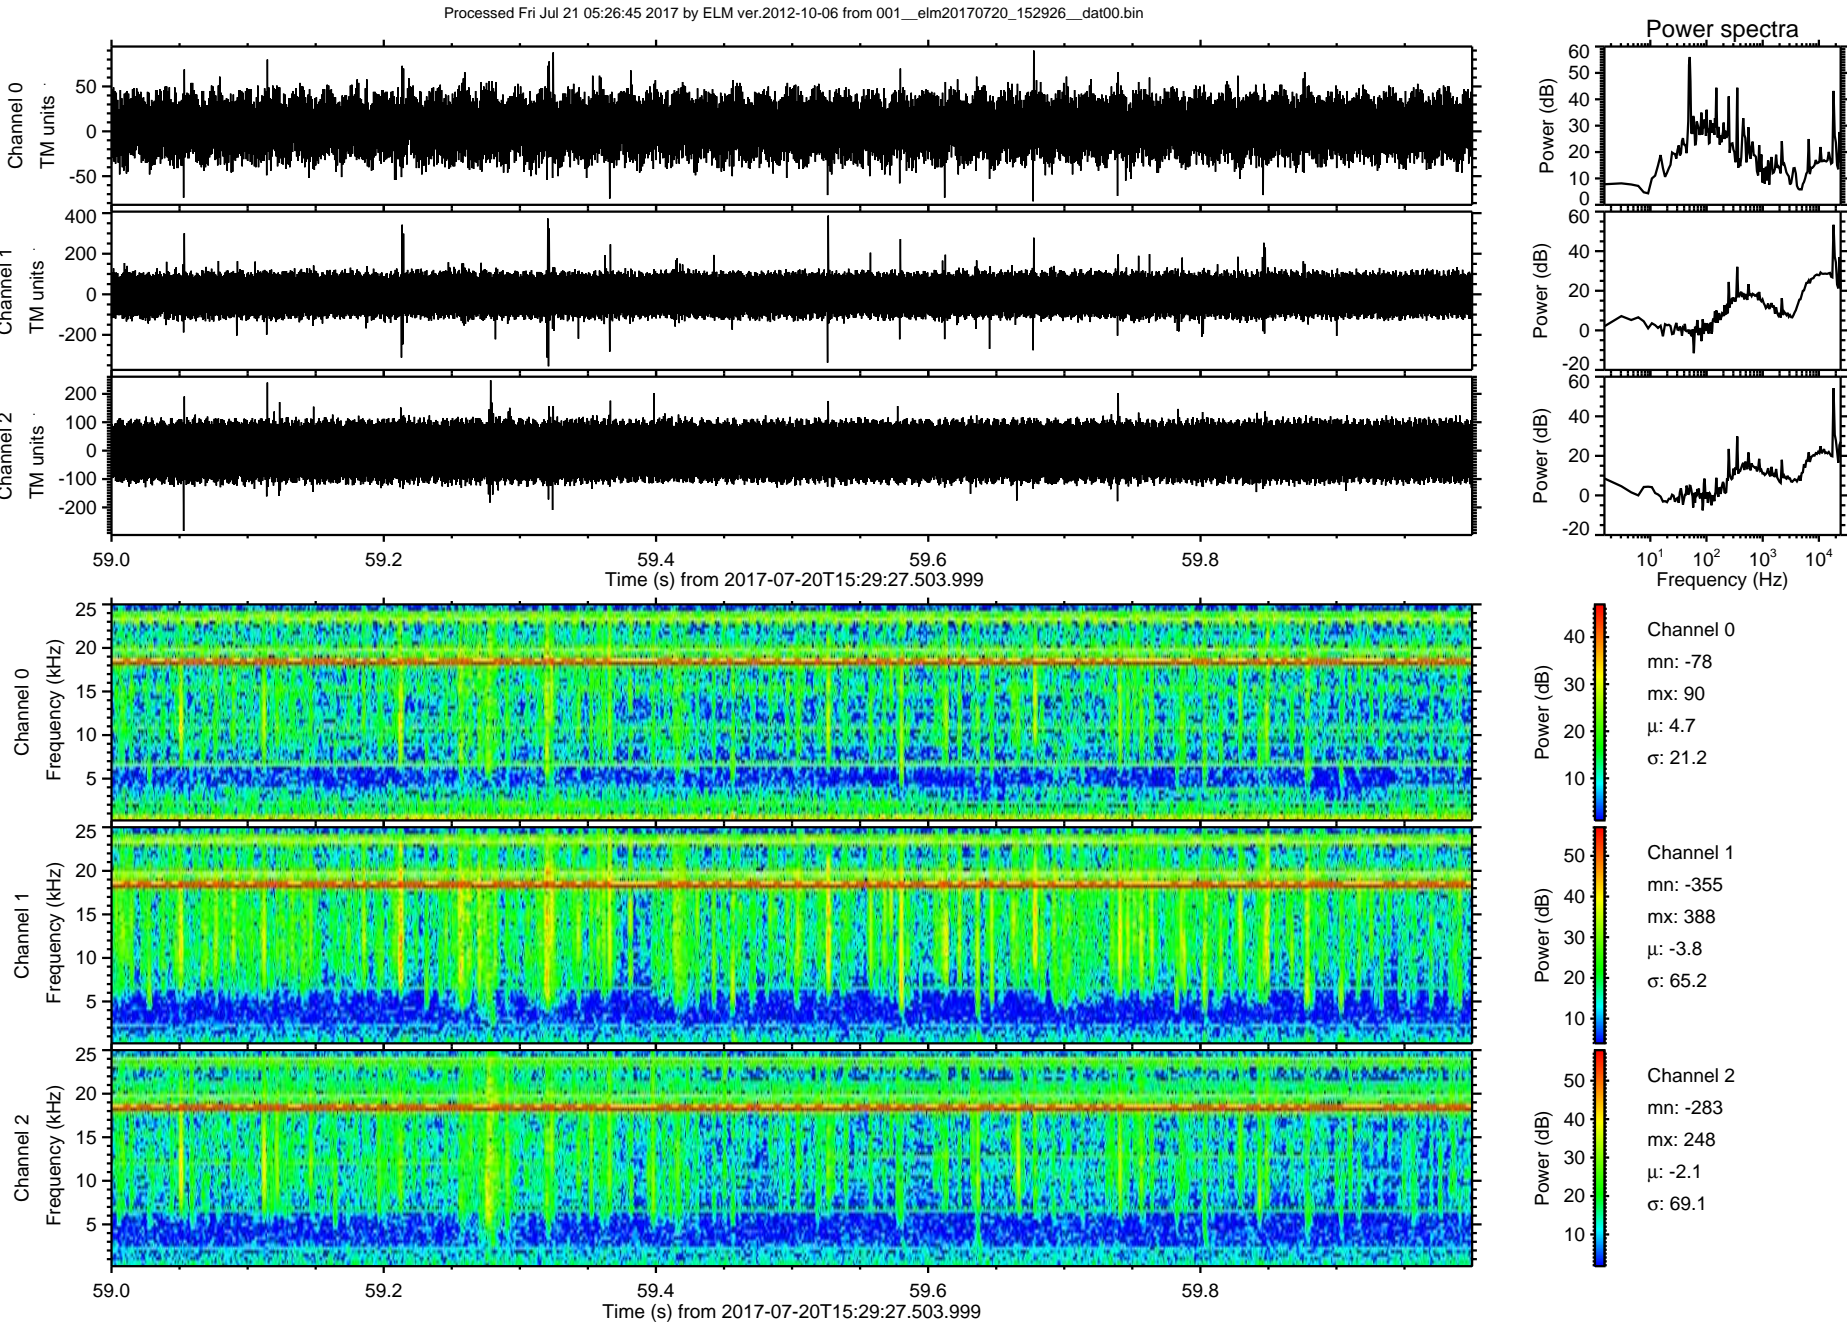 Processed Fri Jul 21 05:26:45 2017 by ELM ver.2012-10-06 from 001__elm20170720_152926__dat00.bin
Power spectra
Channel 0
TM units
50
0
-50
Power (dB)
60
50
40
30
20
10
0
Channel 1
TM units
400
200
0
-200
Power (dB)
60
40
20
0
-20
Channel 2
TM units
200
100
0
-100
-200
Power (dB)
60
40
20
0
-20
59.0 59.2 59.4 59.6 59.8
Time (s) from 2017-07-20T15:29:27.503.999
10^1 10^2 10^3 10^4
Frequency (Hz)
Channel 0
Frequency (kHz)
25
20
15
10
5
Power (dB)
40
30
20
10
Channel 0
mn: -78
mx: 90
μ: 4.7
σ: 21.2
Channel 1
Frequency (kHz)
25
20
15
10
5
Power (dB)
50
40
30
20
10
Channel 1
mn: -355
mx: 388
μ: -3.8
σ: 65.2
Channel 2
Frequency (kHz)
25
20
15
10
5
Power (dB)
50
40
30
20
10
Channel 2
mn: -283
mx: 248
μ: -2.1
σ: 69.1
59.0 59.2 59.4 59.6 59.8
Time (s) from 2017-07-20T15:29:27.503.999